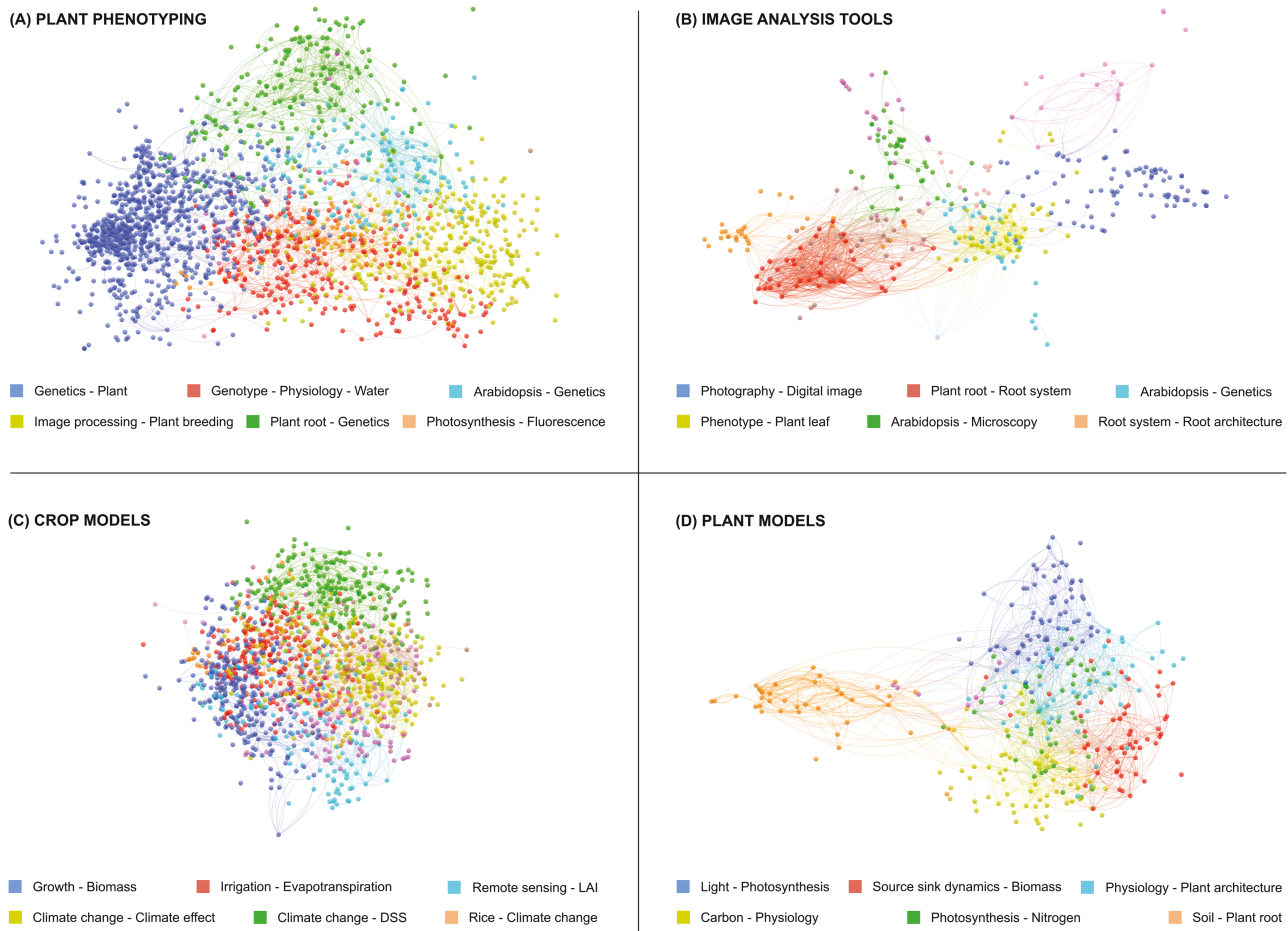 (A) PLANT PHENOTYPING
Genetics - Plant
Genotype - Physiology - Water
Arabidopsis - Genetics
Image processing - Plant breeding
Plant root - Genetics
Photosynthesis - Fluorescence
(B) IMAGE ANALYSIS TOOLS
Photography - Digital image
Plant root - Root system
Arabidopsis - Genetics
Phenotype - Plant leaf
Arabidopsis - Microscopy
Root system - Root architecture
(C) CROP MODELS
Growth - Biomass
Irrigation - Evapotranspiration
Remote sensing - LAI
Climate change - Climate effect
Climate change - DSS
Rice - Climate change
(D) PLANT MODELS
Light - Photosynthesis
Source sink dynamics - Biomass
Physiology - Plant architecture
Carbon - Physiology
Photosynthesis - Nitrogen
Soil - Plant root